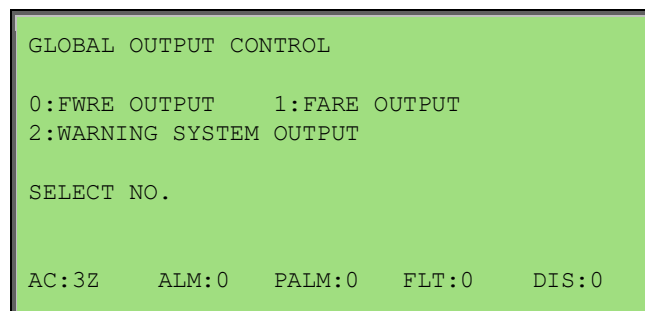 GLOBAL OUTPUT CONTROL
0:FWRE OUTPUT 1:FARE OUTPUT
2:WARNING SYSTEM OUTPUT
SELECT NO.
AC:3Z ALM:0 PALM:0 FLT:0 DIS:0